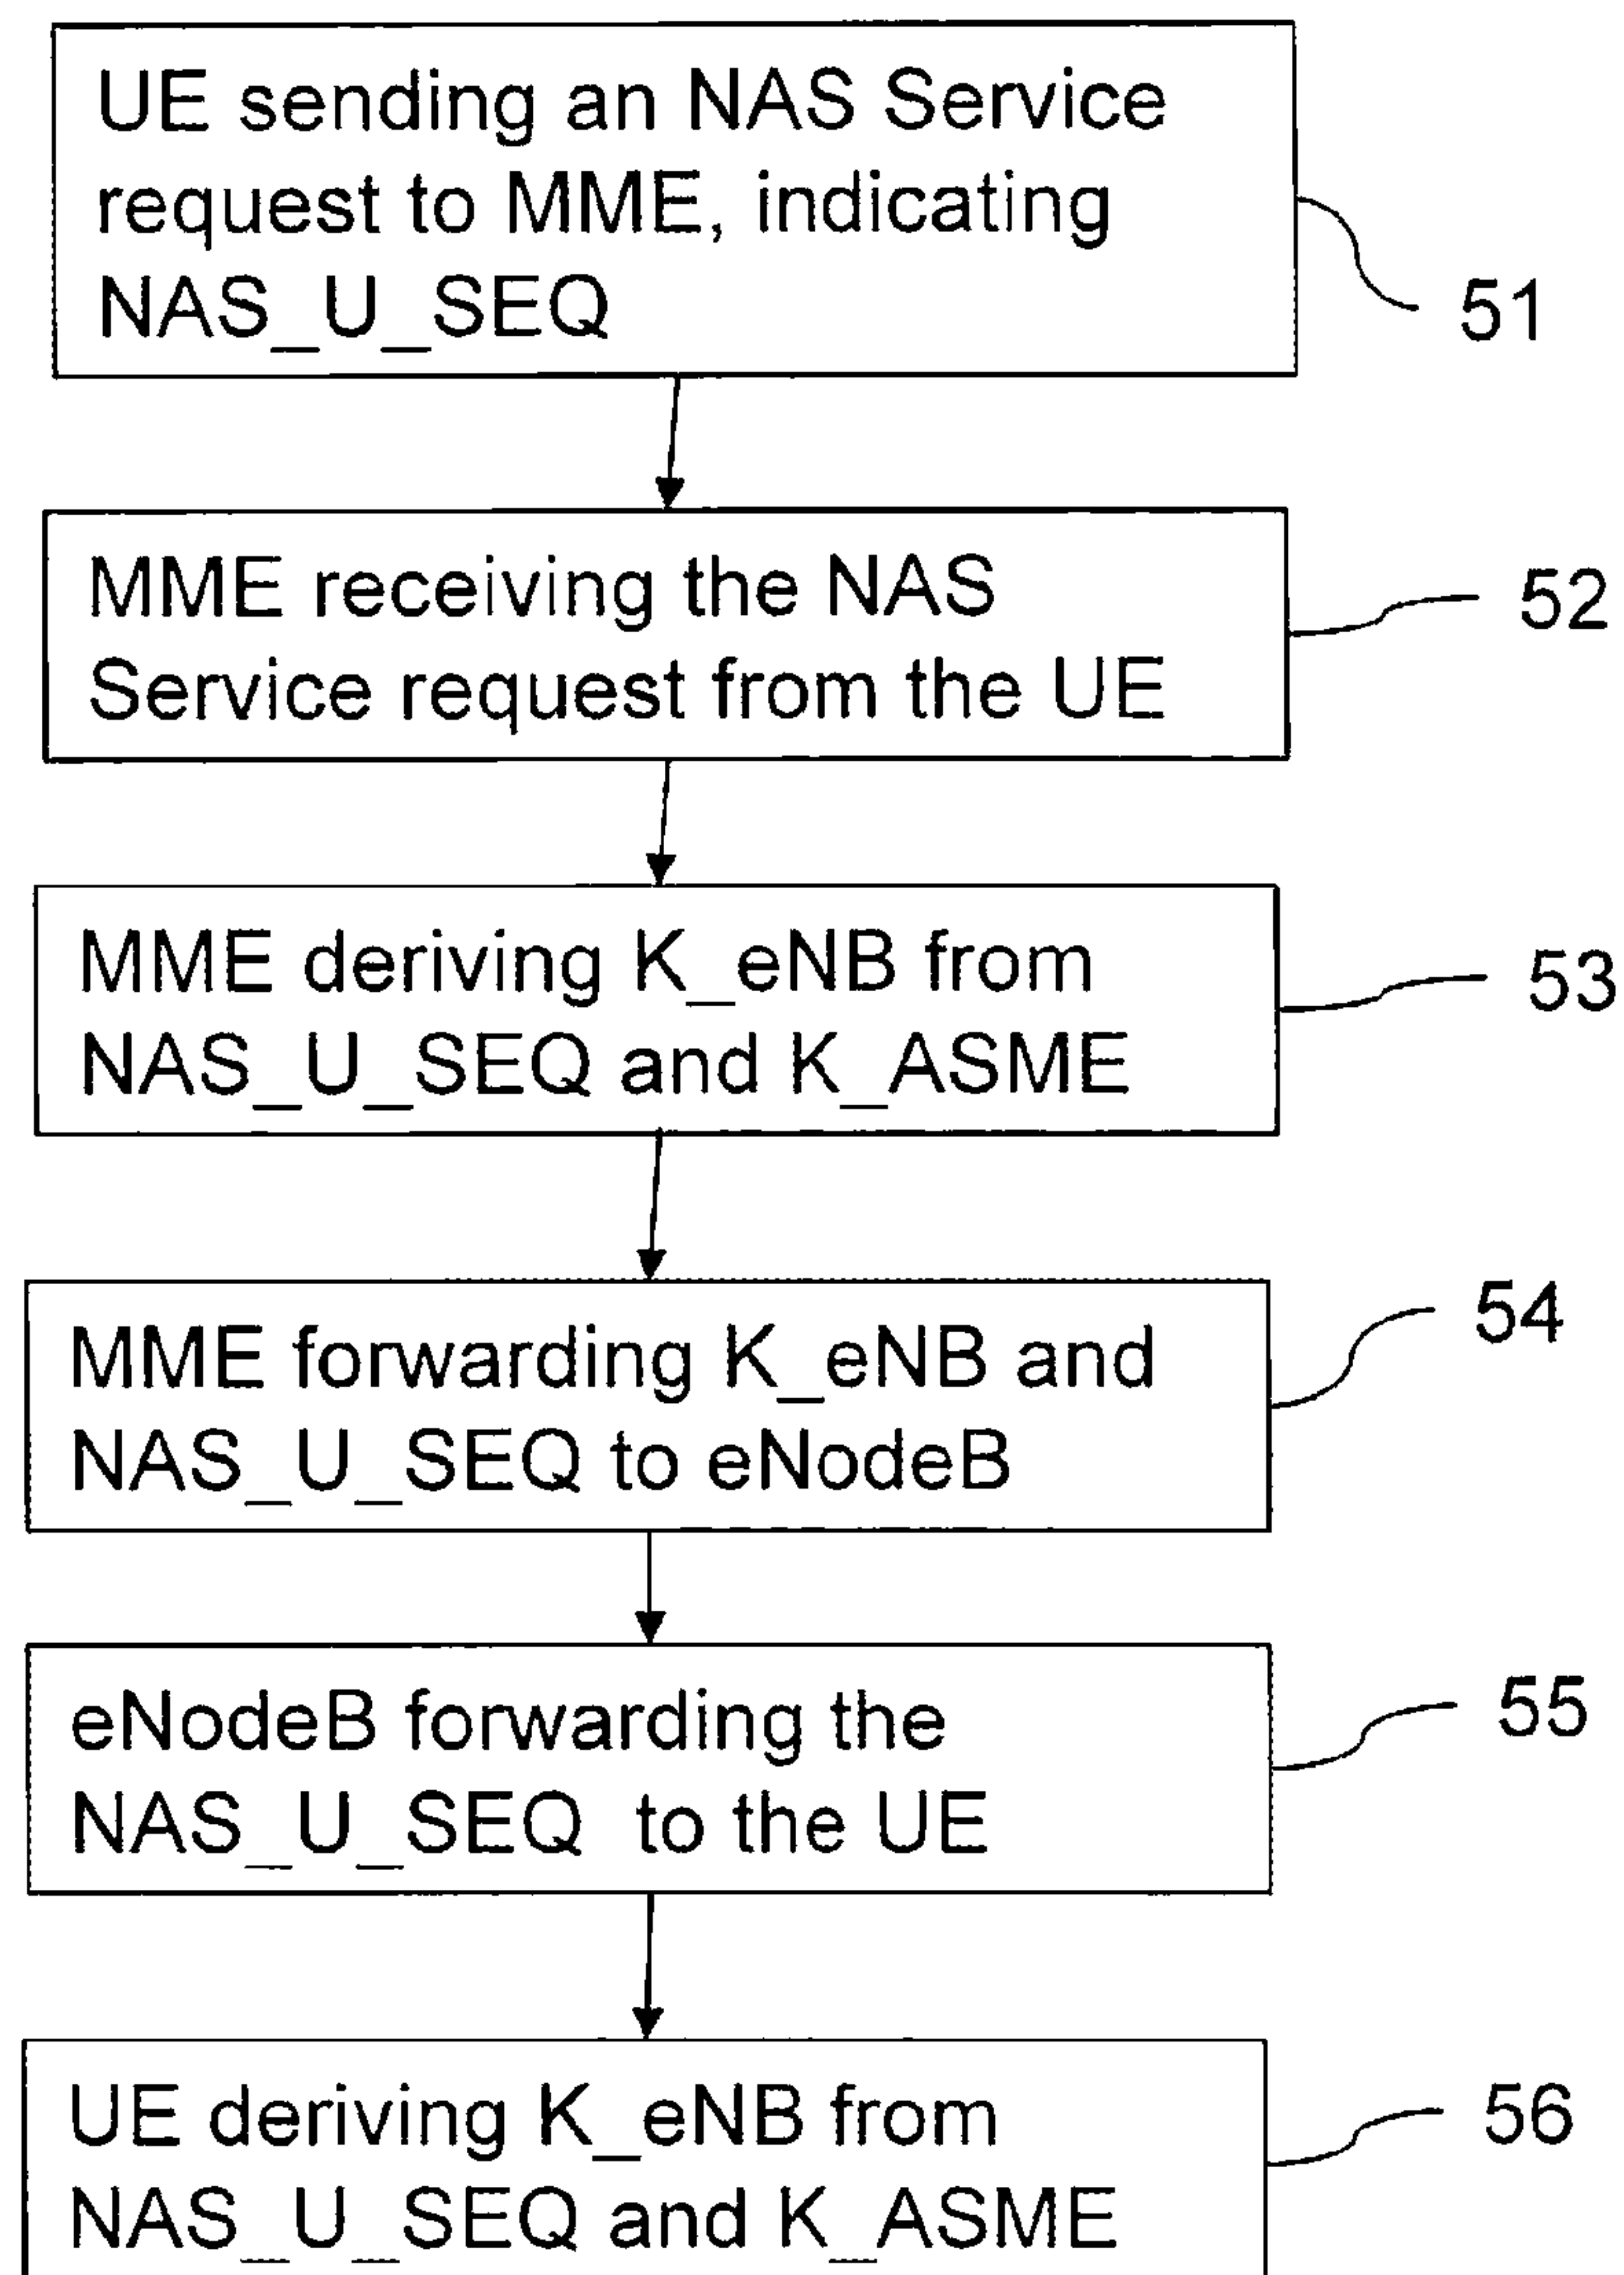 UE sending an NAS Service
request to MME, indicating
NAS_U_SEQ
51
MME receiving the NAS
Service request from the UE
52
MME deriving K_eNB from
NAS_U_SEQ and K_ASME
53
MME forwarding K_eNB and
NAS_U_SEQ to eNodeB
54
eNodeB forwarding the
NAS_U_SEQ to the UE
55
UE deriving K_eNB from
NAS_U_SEQ and K_ASME
56